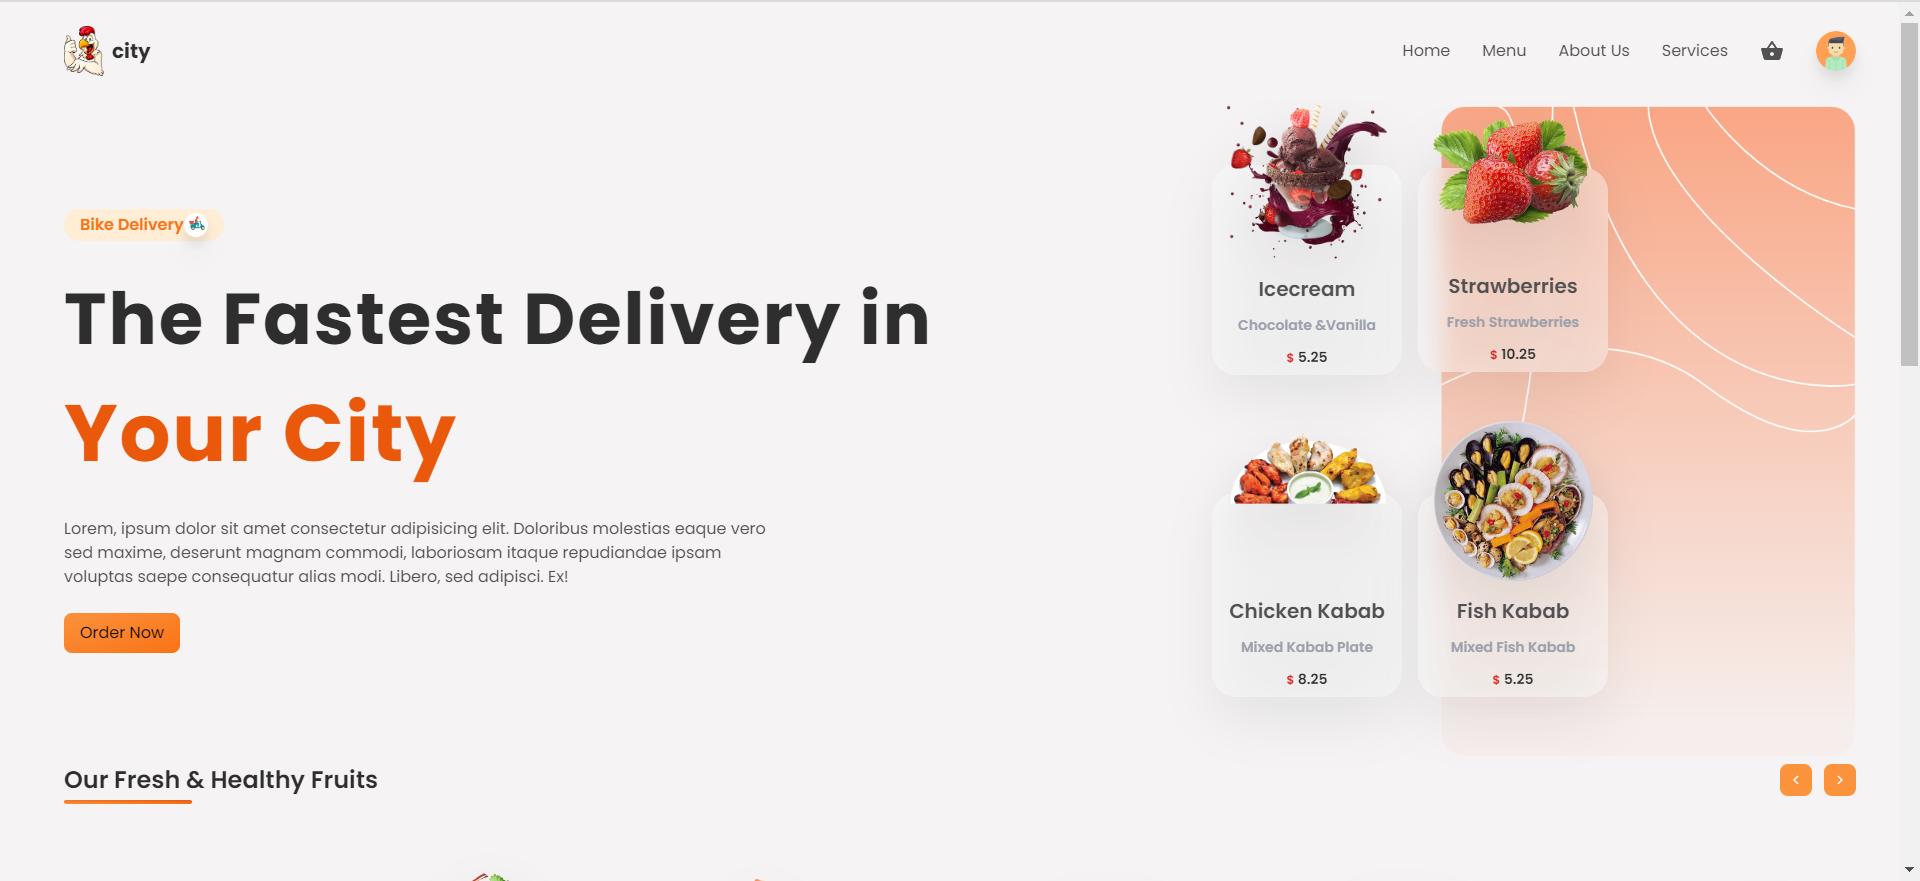 city
Home
Menu
About Us
Services
Bike Delivery
The Fastest Delivery in
Your City
Lorem, ipsum dolor sit amet consectetur adipisicing elit. Doloribus molestias eaque vero
sed maxime, deserunt magnam commodi, laboriosam itaque repudiandae ipsam
voluptas saepe consequatur alias modi. Libero, sed adipisci. Ex!
Order Now
Icecream
Chocolate &Vanilla
$ 5.25
Strawberries
Fresh Strawberries
$ 10.25
Chicken Kabab
Mixed Kabab Plate
$ 8.25
Fish Kabab
Mixed Fish Kabab
$ 5.25
Our Fresh & Healthy Fruits